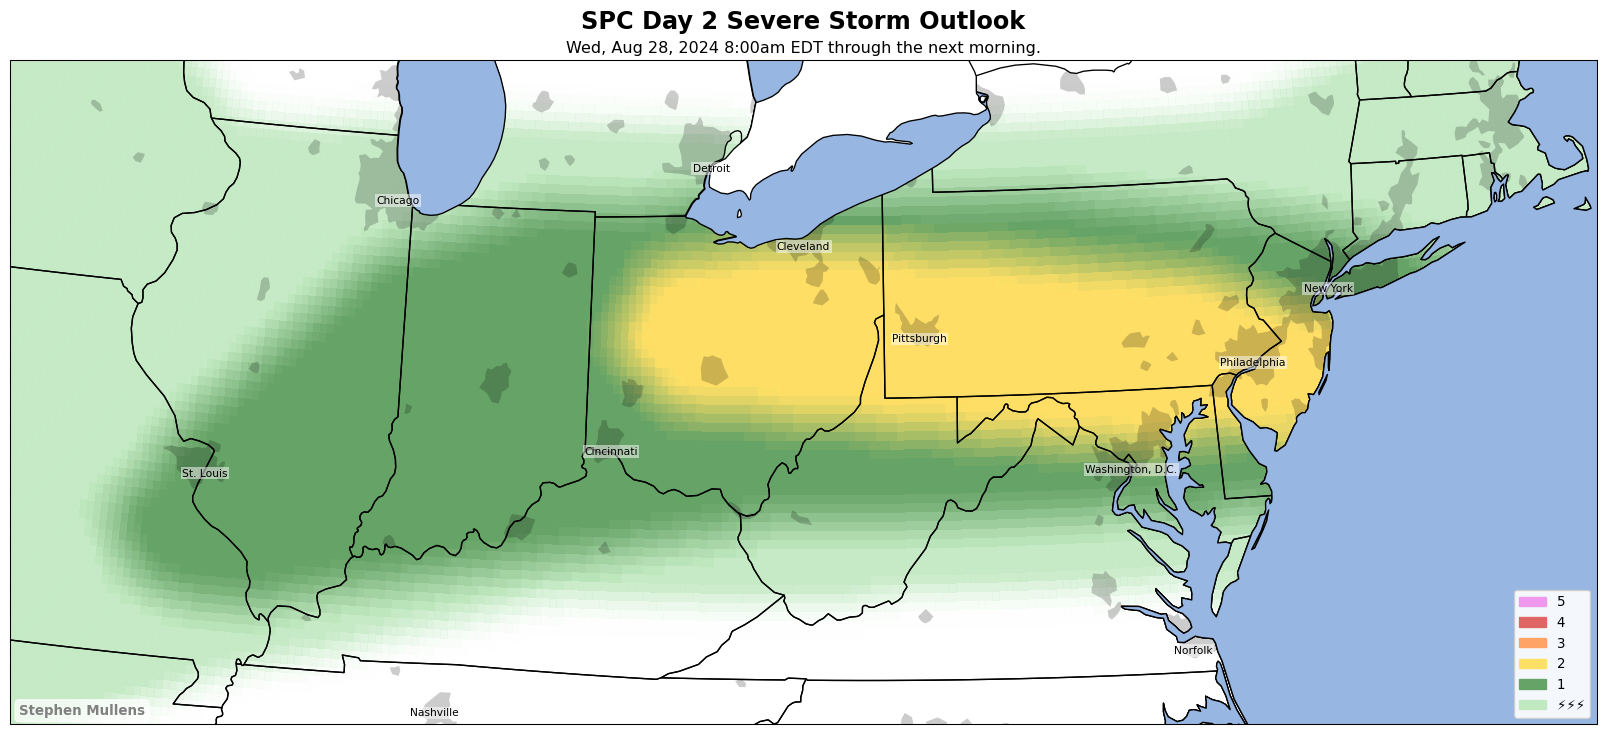 SPC Day 2 Severe Storm Outlook
Wed, Aug 28, 2024 8:00am EDT through the next morning.
Detroit
Chicago
Cleveland
New York
Pittsburgh
Philadelphia
Cincinnati
St. Louis
Washington, D.C.
Norfolk
Nashville
5
4
3
2
1
⚡⚡⚡
Stephen Mullens